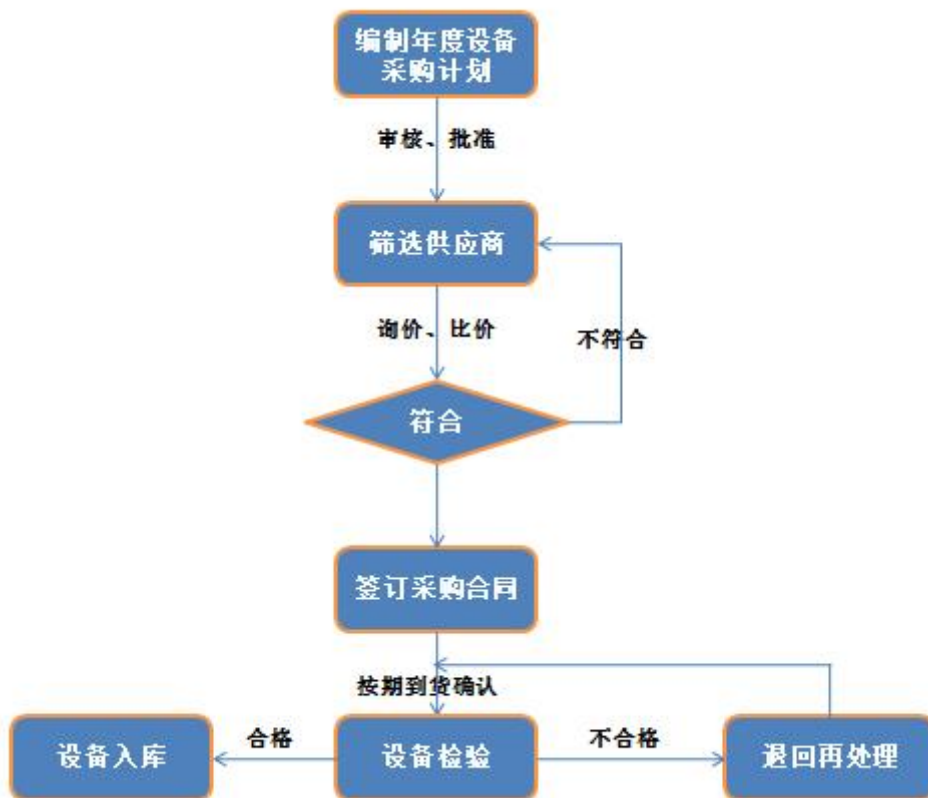 编制年度设备
采购计划
审核、批准
筛选供应商
询价、比价
不符合
符合
签订采购合同
按期到货确认
设备入库
合格
设备检验
不合格
退回再处理